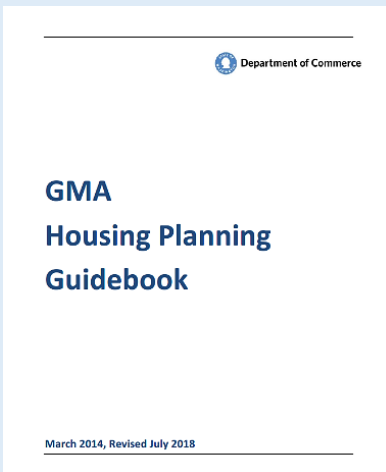 Department of Commerce
GMA
Housing Planning
Guidebook
March 2014, Revised July 2018